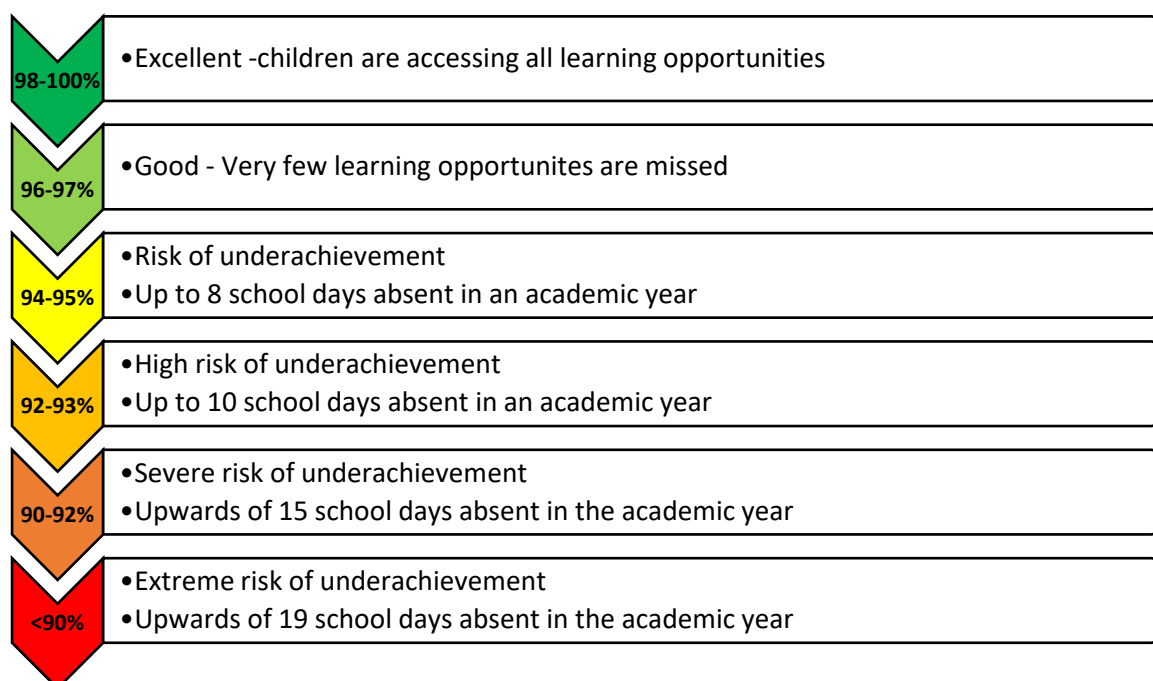 98-100%
•Excellent -children are accessing all learning opportunities
96-97%
•Good - Very few learning opportunites are missed
94-95%
•Risk of underachievement
•Up to 8 school days absent in an academic year
92-93%
•High risk of underachievement
•Up to 10 school days absent in an academic year
90-92%
•Severe risk of underachievement
•Upwards of 15 school days absent in the academic year
<90%
•Extreme risk of underachievement
•Upwards of 19 school days absent in the academic year